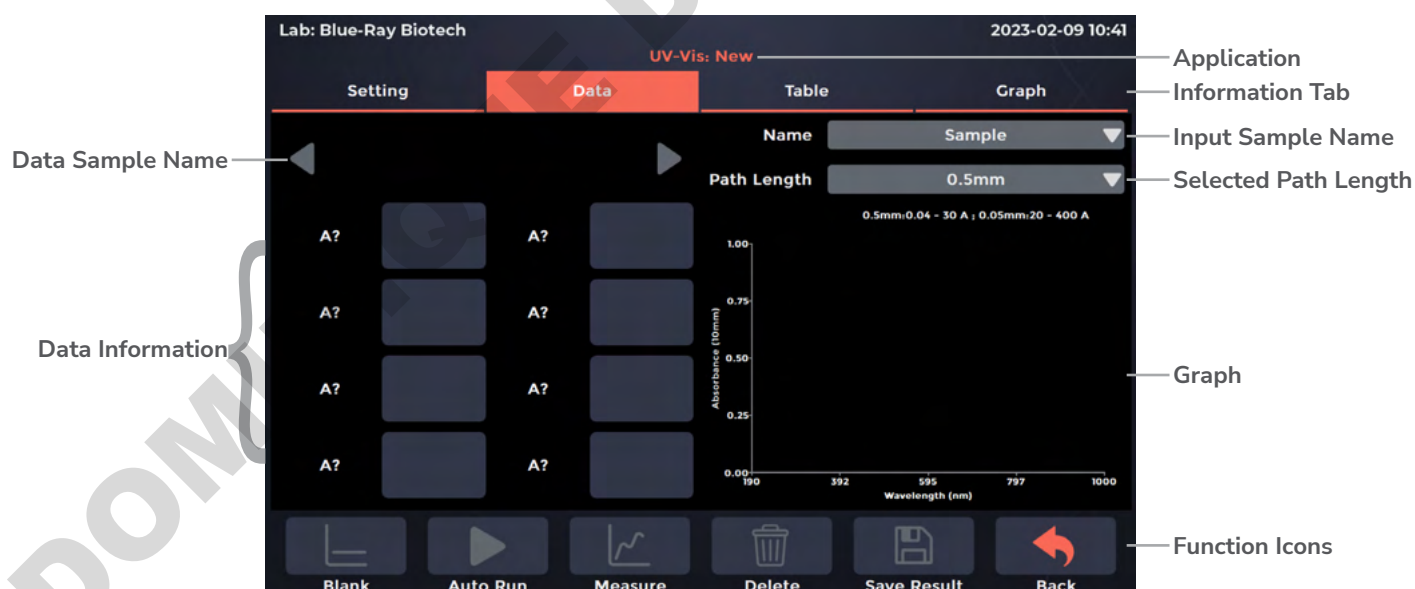 Lab: Blue-Ray Biotech 2023-02-09 10:41
UV-Vis: New
Application
Setting Data Table Graph
Information Tab
Name Sample
Input Sample Name
Data Sample Name
Path Length 0.5mm
Selected Path Length
0.5mm:0.04 - 30 A ; 0.05mm:20 - 400 A
A? A?
A? A?
A? A?
A? A?
Data Information
1.00
0.75
0.50
0.25
0.00
Absorbance (10mm)
190 392 595 797 1000
Wavelength (nm)
Graph
Blank Auto Run Measure Delete Save Result Back
Function Icons